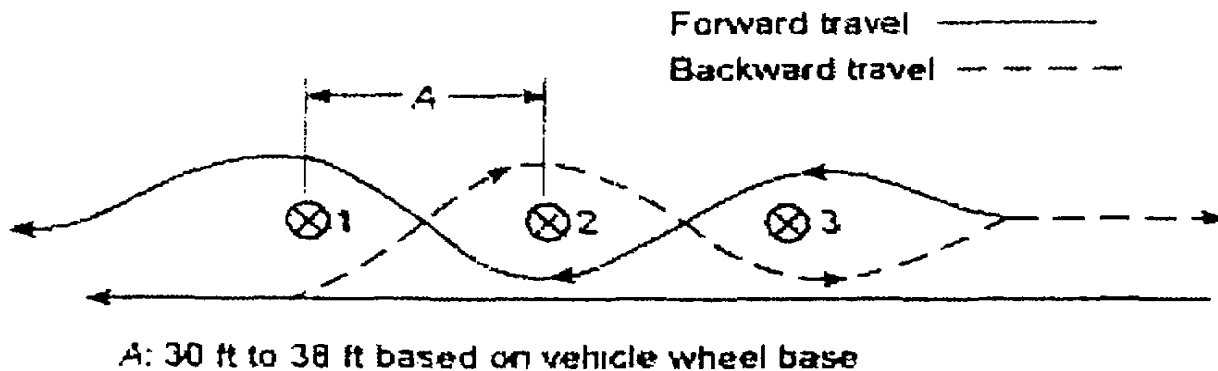 Forward travel
Backward travel
A
1
2
3
A: 30 ft to 38 ft based on vehicle wheel base